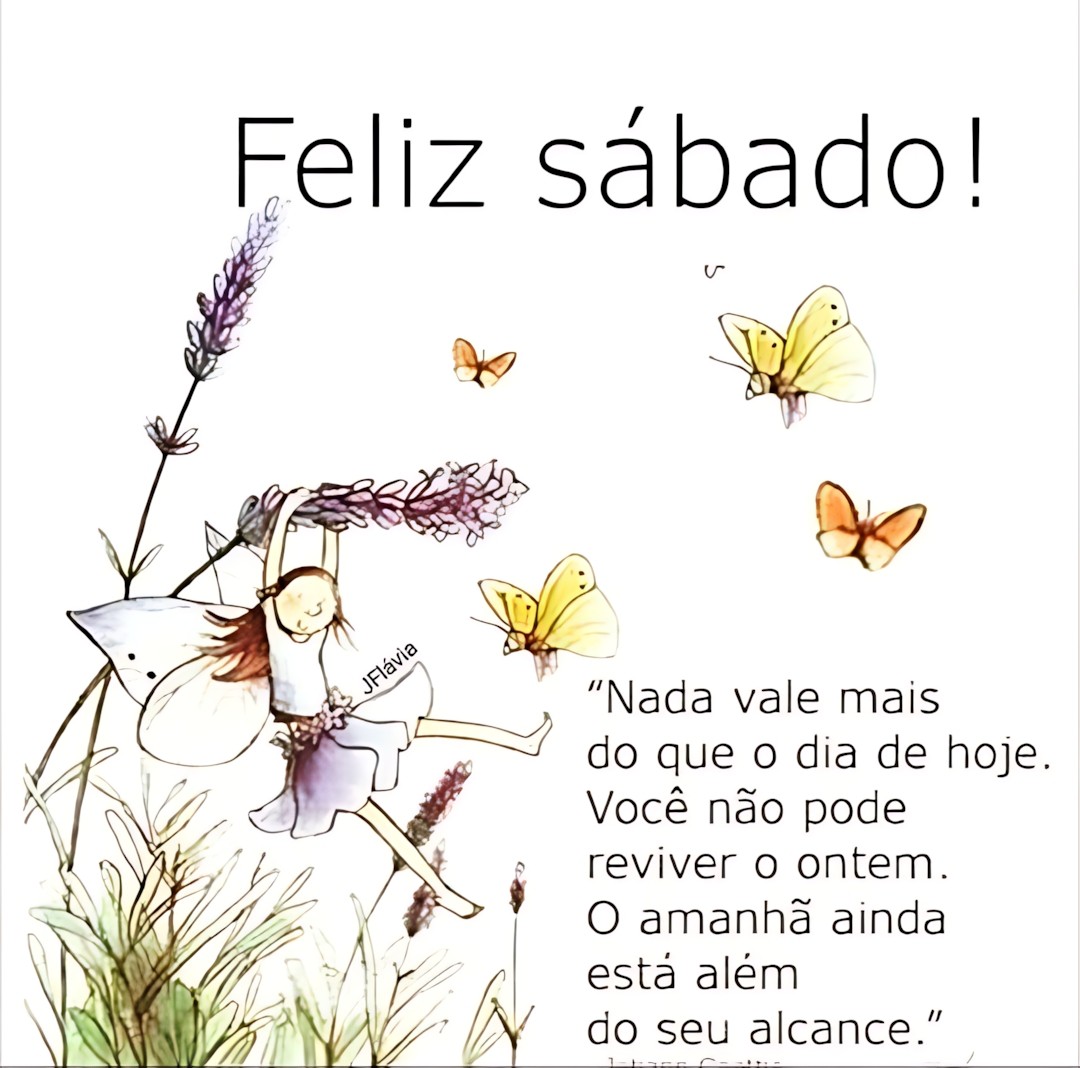 Feliz sábado!
JFlávia
“Nada vale mais
do que o dia de hoje.
Você não pode
reviver o ontem.
O amanhã ainda
está além
do seu alcance.”